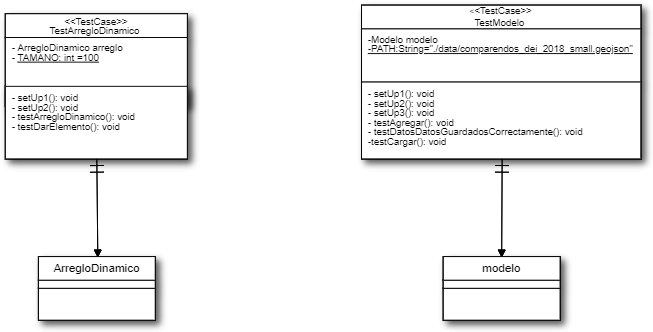 <<TestCase>>
TestArregloDinamico
- ArregloDinamico arreglo
- TAMANO: int =100
- setUp1(): void
- setUp2(): void
- testArregloDinamico(): void
- testDarElemento(): void
ArregloDinamico
<<TestCase>
TestModelo
-Modelo modelo
-PATH:String="./data/comparendos_dei_2018_small.geojson"
- setUp1(): void
- setUp2(): void
- setUp3(): void
- testAgregar(): void
- testDatosDatosGuardadosCorrectamente(): void
-testCargar(): void
modelo